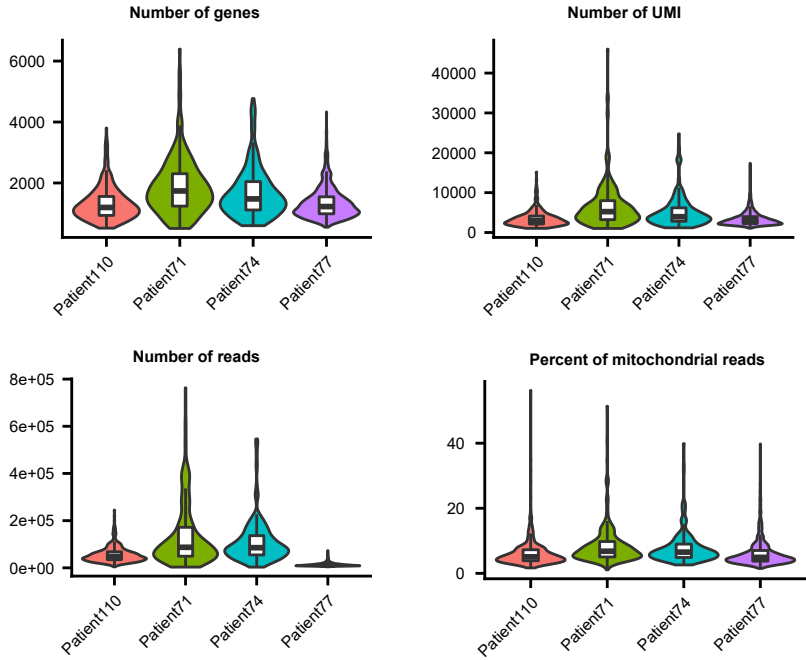 Number of genes
6000
4000
2000
Patient110
Patient71
Patient74
Patient77
Number of UMI
40000
30000
20000
10000
0
Patient110
Patient71
Patient74
Patient77
Number of reads
8e+05
6e+05
4e+05
2e+05
0e+00
Patient110
Patient71
Patient74
Patient77
Percent of mitochondrial reads
40
20
0
Patient110
Patient71
Patient74
Patient77